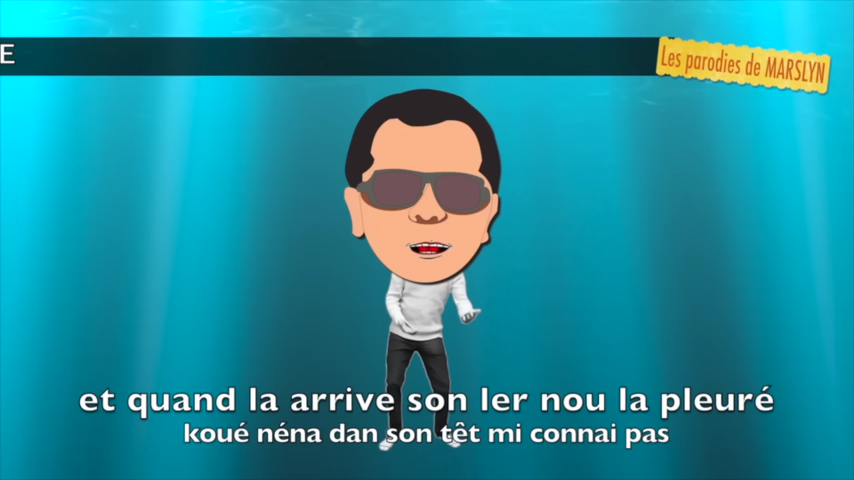 E
Les parodies de MARSLYN
et quand la arrive son ler nou la pleuré
koué néna dan son têt mi connai pas